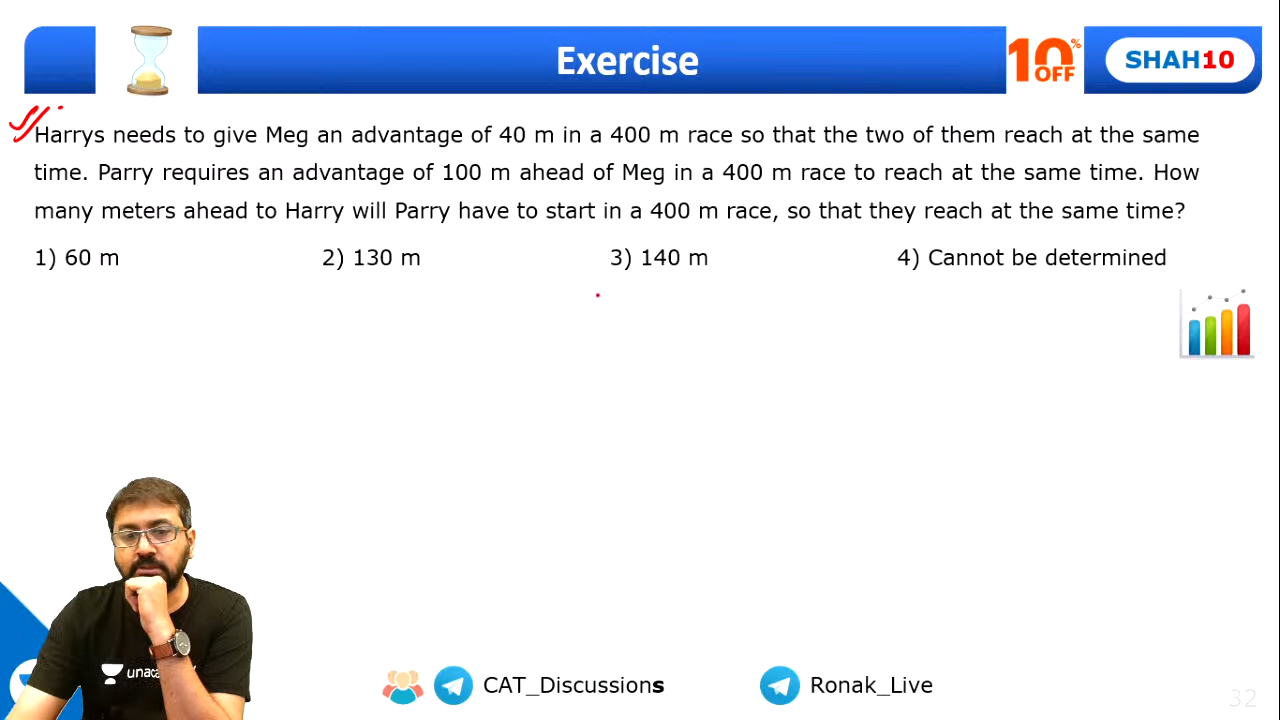 Exercise
10% OFF
SHAH10
Harrys needs to give Meg an advantage of 40 m in a 400 m race so that the two of them reach at the same
time. Parry requires an advantage of 100 m ahead of Meg in a 400 m race to reach at the same time. How
many meters ahead to Harry will Parry have to start in a 400 m race, so that they reach at the same time?
1) 60 m 2) 130 m 3) 140 m 4) Cannot be determined
CAT_Discussions Ronak_Live
32